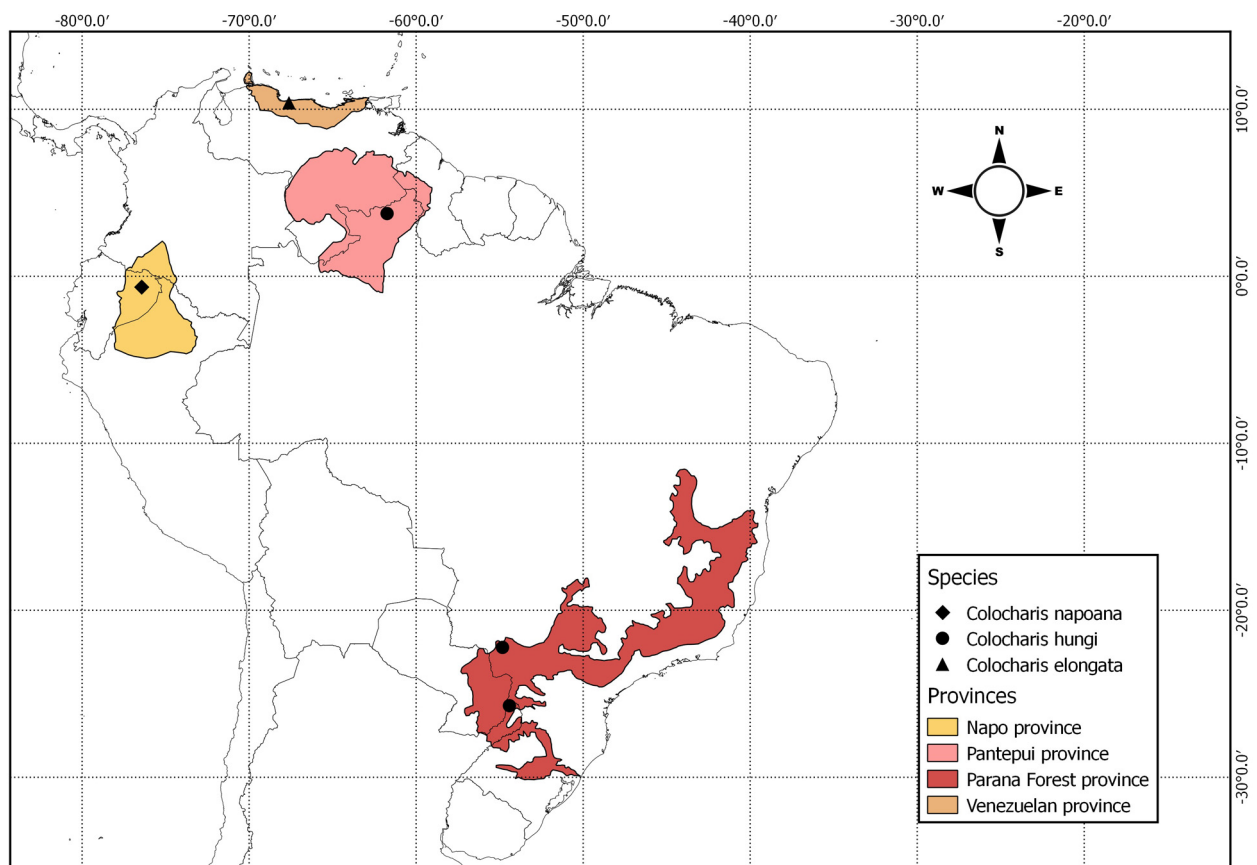 -80°0.0′ -70°0.0′ -60°0.0′ -50°0.0′ -40°0.0′ -30°0.0′ -20°0.0′
10°0.0′
N
W E
S
0°0.0′
-10°0.0′
-20°0.0′
-30°0.0′
Species
Colocharis napoana
Colocharis hungi
Colocharis elongata
Provinces
Napo province
Pantepui province
Parana Forest province
Venezuelan province